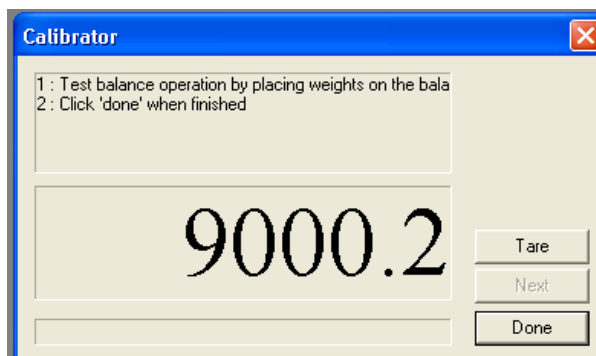 Calibrator
1 : Test balance operation by placing weights on the bala
2 : Click 'done' when finished
9000.2
Tare
Next
Done